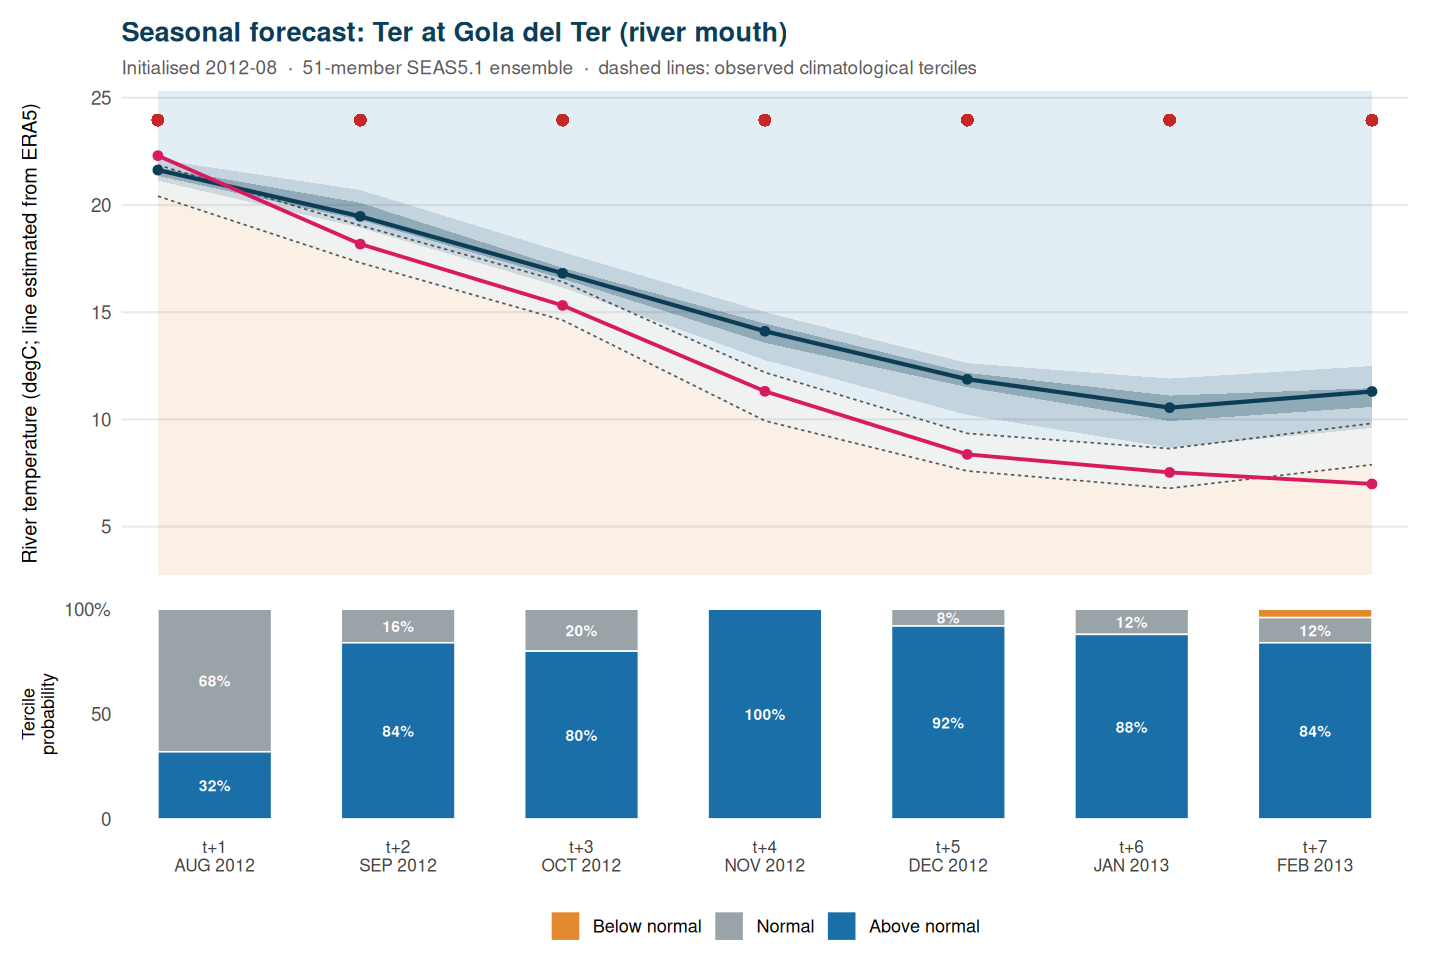 Seasonal forecast: Ter at Gola del Ter (river mouth)
Initialised 2012-08 · 51-member SEAS5.1 ensemble · dashed lines: observed climatological terciles
River temperature (degC; line estimated from ERA5)
25
20
15
10
5
Tercile
probability
100%
50
0
68%
32%
16%
84%
20%
80%
100%
8%
92%
12%
88%
12%
84%
t+1
AUG 2012
t+2
SEP 2012
t+3
OCT 2012
t+4
NOV 2012
t+5
DEC 2012
t+6
JAN 2013
t+7
FEB 2013
Below normal
Normal
Above normal